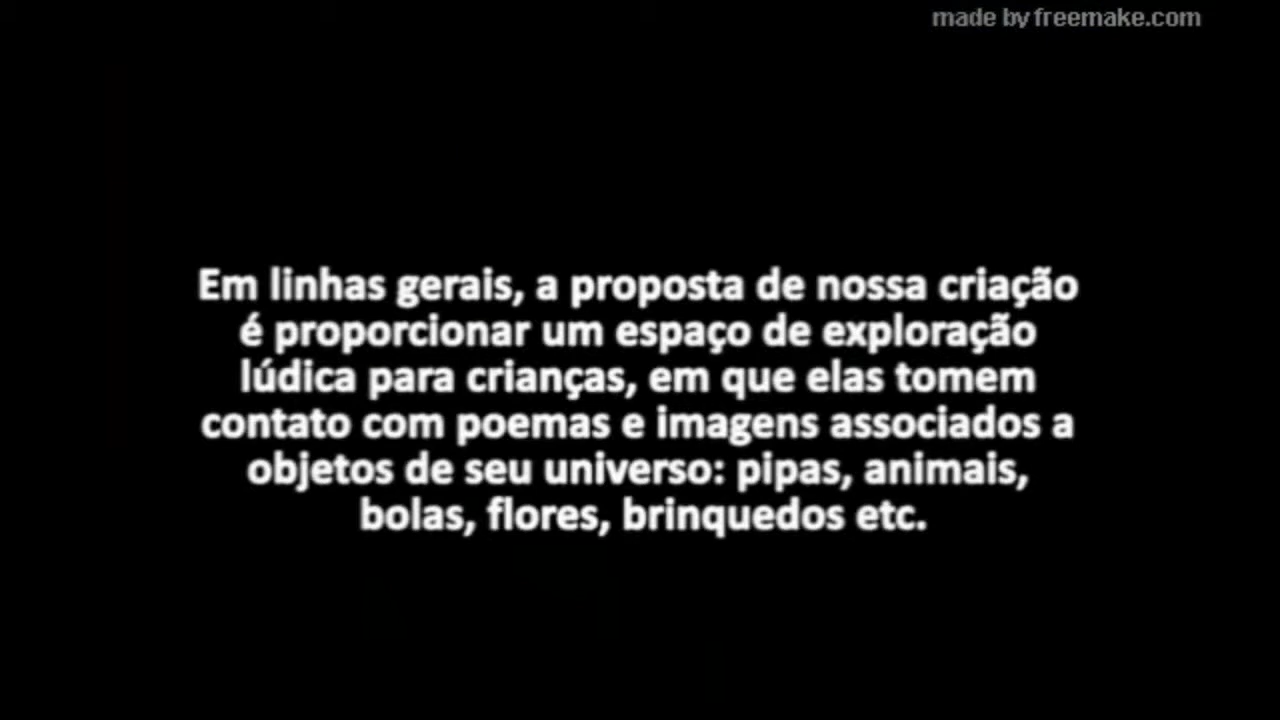 made by freemake.com
Em linhas gerais, a proposta de nossa criação
é proporcionar um espaço de exploração
lúdica para crianças, em que elas tomem
contato com poemas e imagens associados a
objetos de seu universo: pipas, animais,
bolas, flores, brinquedos etc.